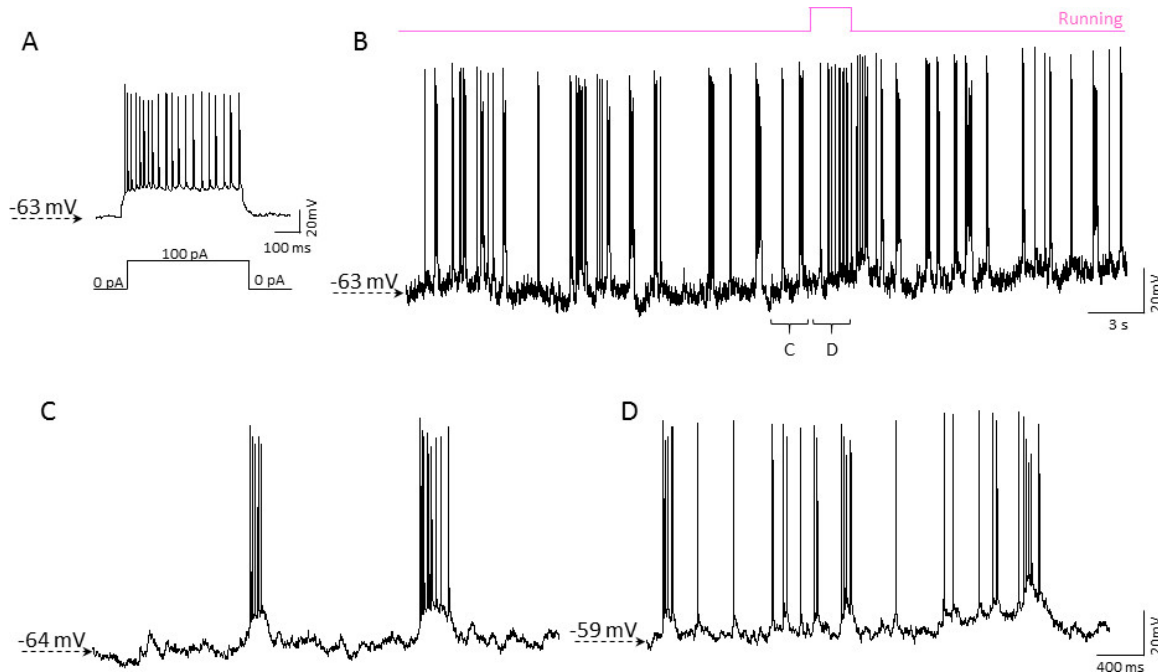 Running
A
B
-63 mV
20mV
100 ms
100 pA
0 pA
0 pA
-63 mV
20mV
3 s
C
D
C
D
-64 mV
-59 mV
20mV
400 ms